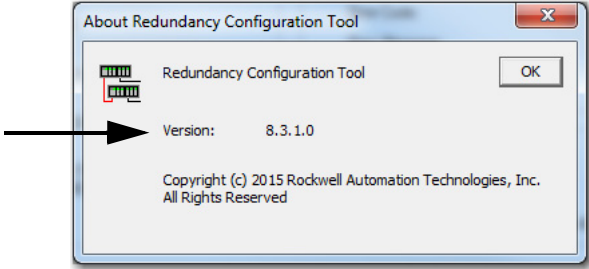 About Redundancy Configuration Tool
Redundancy Configuration Tool
OK
Version: 8.3.1.0
Copyright (c) 2015 Rockwell Automation Technologies, Inc.
All Rights Reserved